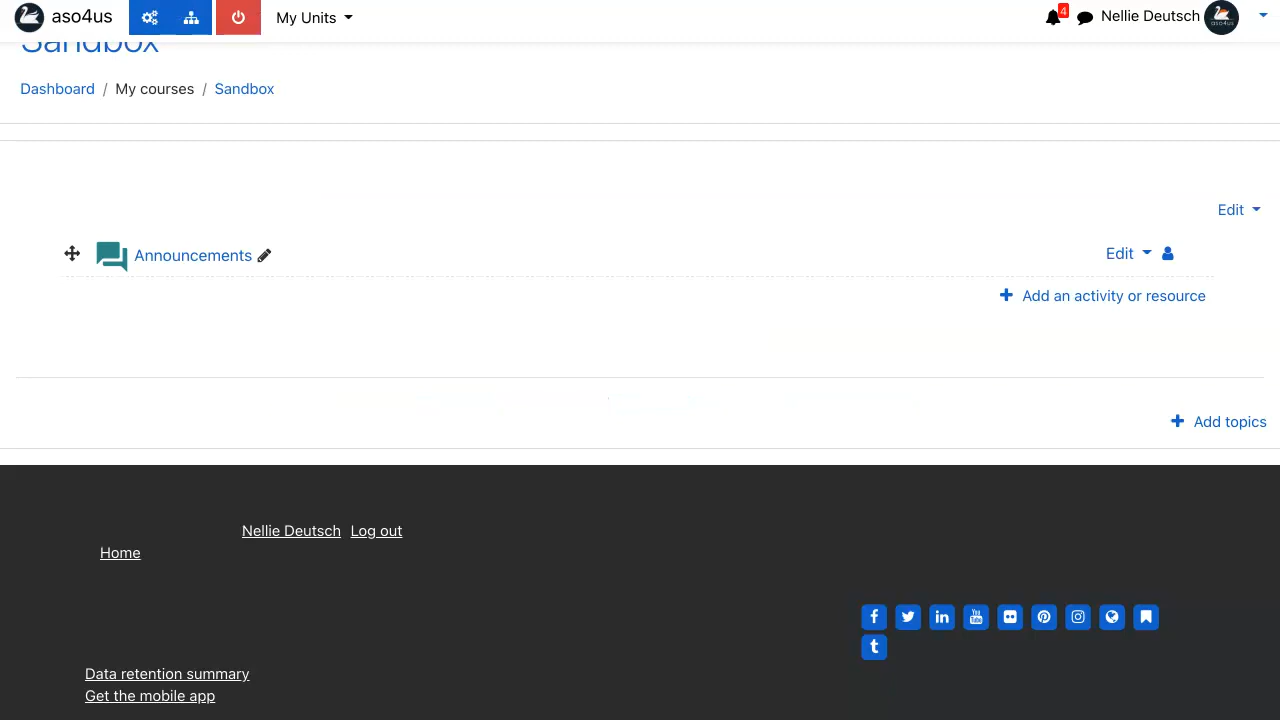 aso4us My Units 4 Nellie Deutsch
Sandbox
Dashboard / My courses / Sandbox
Edit
Announcements Edit
Add an activity or resource
Add topics
Nellie Deutsch Log out
Home
Data retention summary
Get the mobile app